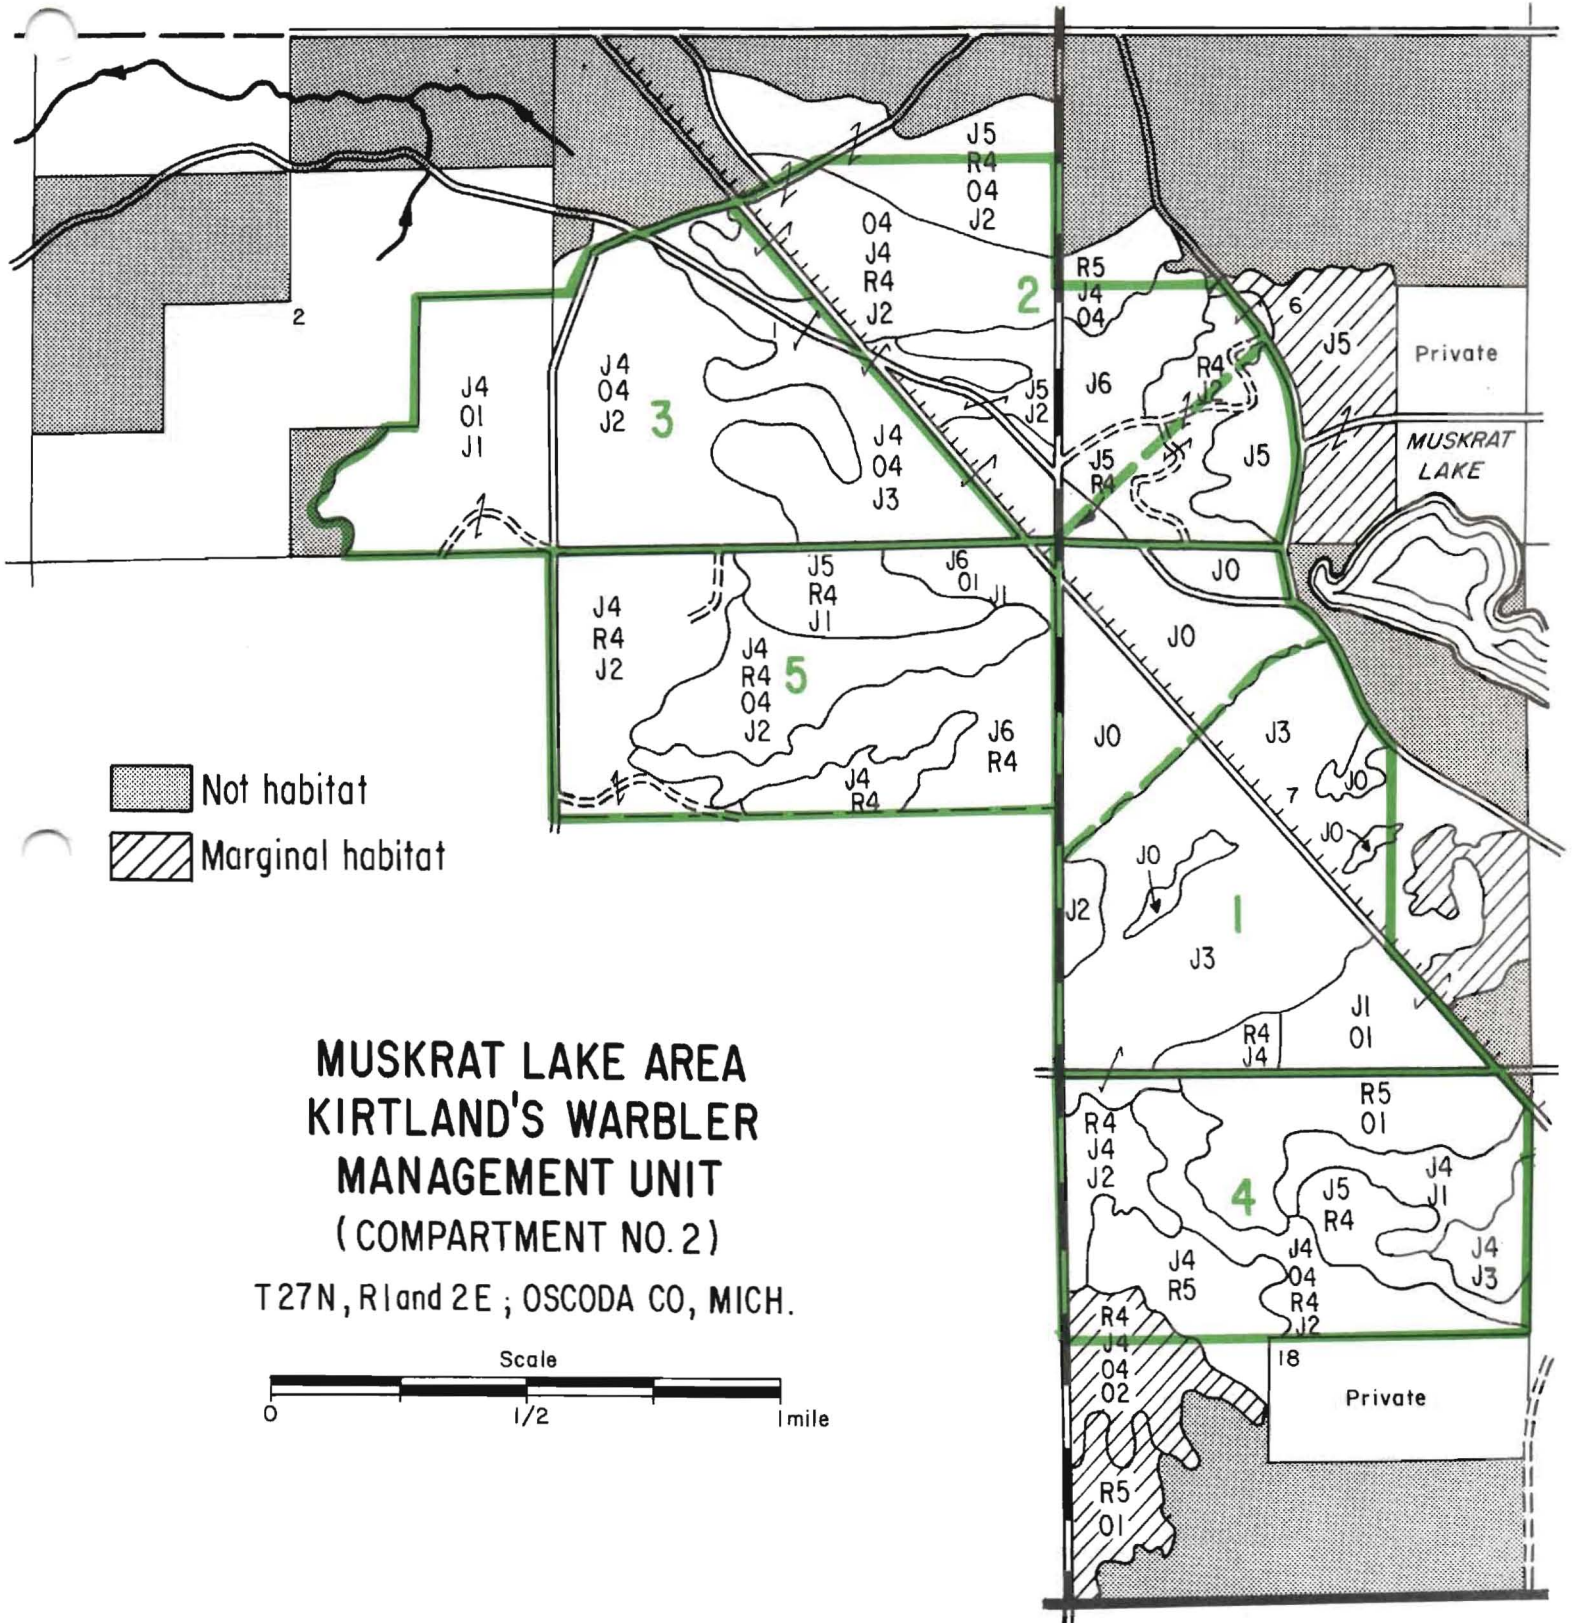 J5
R4
04
J2
04
J4
R4
J2
2
R5
J4
04
6
J5
Private
2
J4
01
J1
J4
04
J2
3
J4
04
J3
J5
J2
J6
R4
J2
J5
R4
J5
MUSKRAT
LAKE
J4
R4
J2
J5
R4
J1
J6
01
J1
J4
R4
04
J2
5
J6
R4
J4
R4
J0
J0
J0
J3
J0
7
J0
J0
J2
1
J3
J1
01
R4
J4
Not habitat
Marginal habitat
MUSKRAT LAKE AREA
KIRTLAND'S WARBLER
MANAGEMENT UNIT
(COMPARTMENT NO. 2)
T27N, R1 and 2E ; OSCODA CO, MICH.
Scale
0 1/2 1 mile
R5
01
R4
J4
J2
4
J4
J1
J5
R4
J4
J3
J4
R5
J4
04
R4
J2
R4
J4
04
02
18
Private
R5
01